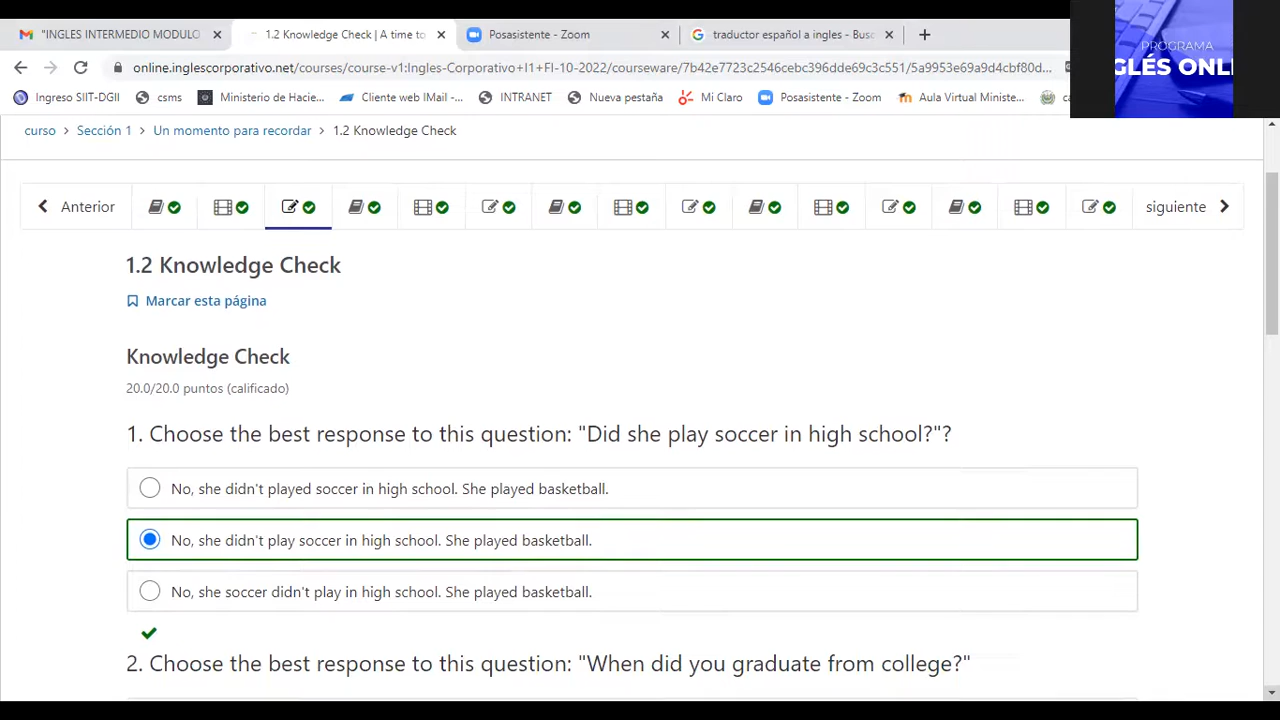 "INGLES INTERMEDIO MODULO
1.2 Knowledge Check | A time to
Posasistente - Zoom
traductor español a ingles - Bus
online.inglescorporativo.net/courses/course-v1:Ingles-Corporativo+I1+FI-10-2022/courseware/7b42e7723c2546cebc396dde69c3c551/5a9953e69a9d4cbf80d...
PROGRAMA
GLÉS ONLI
Ingreso SIIT-DGII
csms
Ministerio de Hacie...
Cliente web IMail -...
INTRANET
Nueva pestaña
Mi Claro
Posasistente - Zoom
Aula Virtual Ministe...
curso > Sección 1 > Un momento para recordar > 1.2 Knowledge Check
Anterior
siguiente
1.2 Knowledge Check
Marcar esta página
Knowledge Check
20.0/20.0 puntos (calificado)
1. Choose the best response to this question: "Did she play soccer in high school?"?
No, she didn't played soccer in high school. She played basketball.
No, she didn't play soccer in high school. She played basketball.
No, she soccer didn't play in high school. She played basketball.
2. Choose the best response to this question: "When did you graduate from college?"